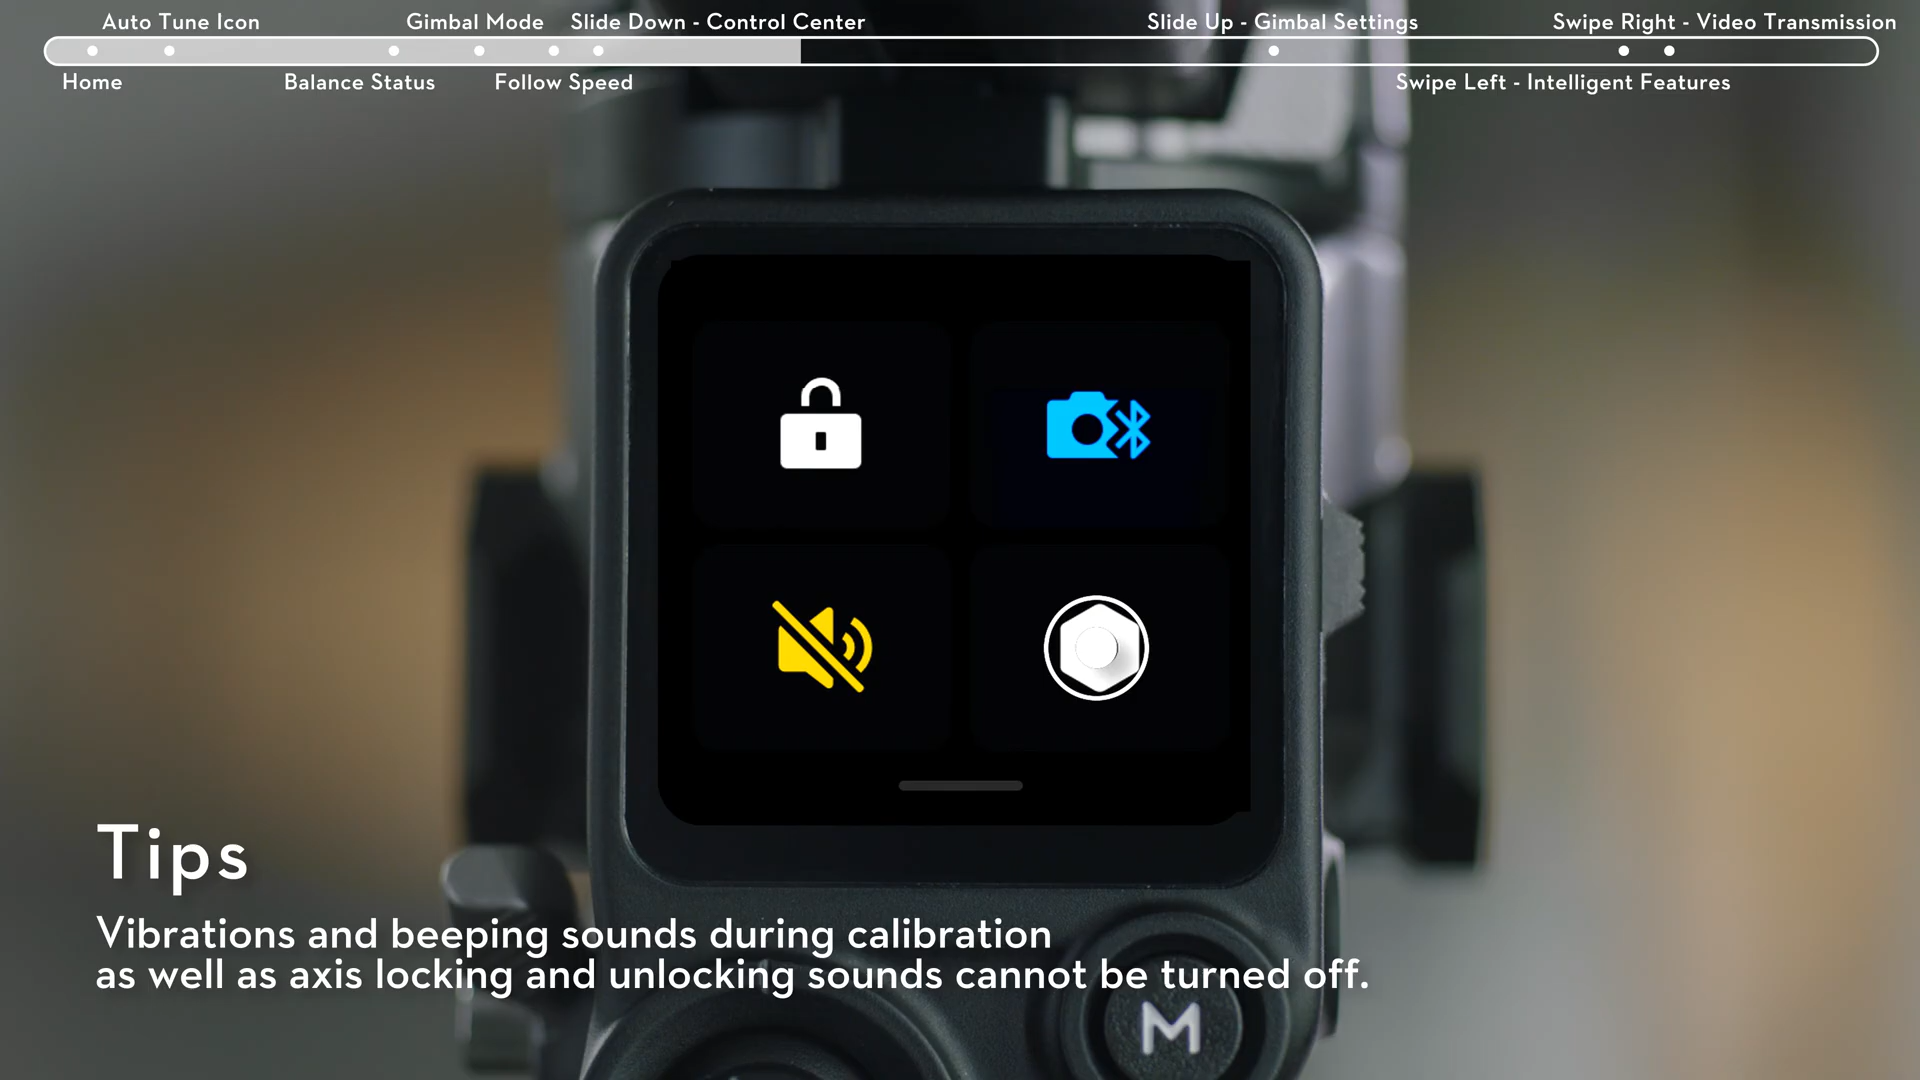 Auto Tune Icon
Gimbal Mode
Slide Down - Control Center
Slide Up - Gimbal Settings
Swipe Right - Video Transmission
Home
Balance Status
Follow Speed
Swipe Left - Intelligent Features
Tips
Vibrations and beeping sounds during calibration
as well as axis locking and unlocking sounds cannot be turned off.
M